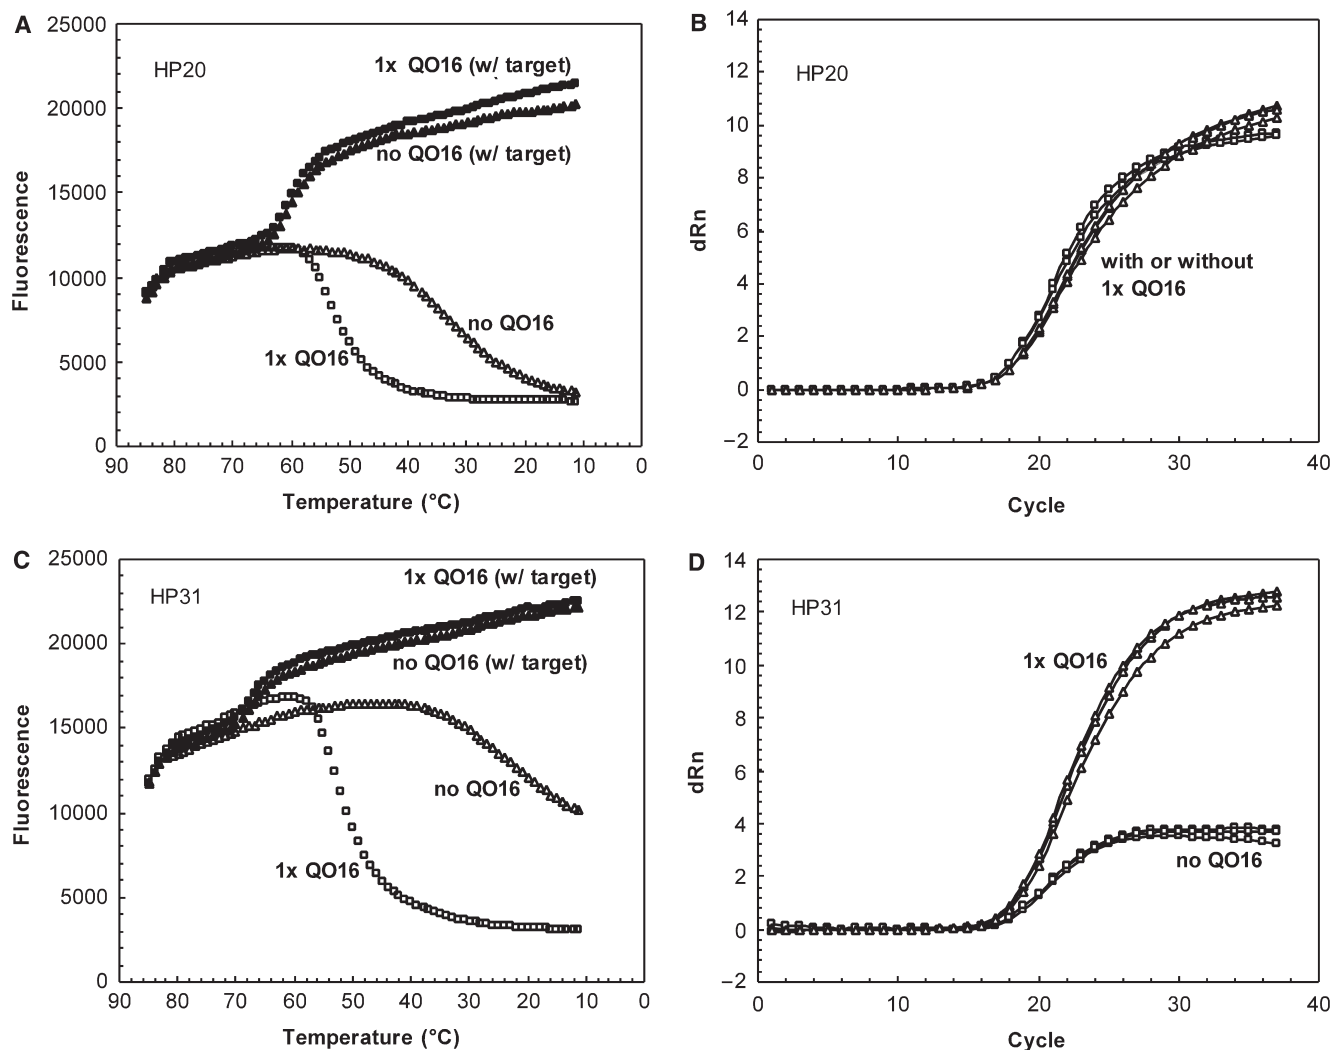 A
25000
20000
15000
10000
5000
0
Fluorescence
HP20
1x QO16 (w/ target)
no QO16 (w/ target)
no QO16
1x QO16
90 80 70 60 50 40 30 20 10 0
Temperature (°C)
B
14
12
10
8
6
4
2
0
−2
dRn
HP20
with or without
1x QO16
0 10 20 30 40
Cycle
C
25000
20000
15000
10000
5000
0
Fluorescence
HP31
1x QO16 (w/ target)
no QO16 (w/ target)
no QO16
1x QO16
90 80 70 60 50 40 30 20 10 0
Temperature (°C)
D
14
12
10
8
6
4
2
0
−2
dRn
HP31
1x QO16
no QO16
0 10 20 30 40
Cycle